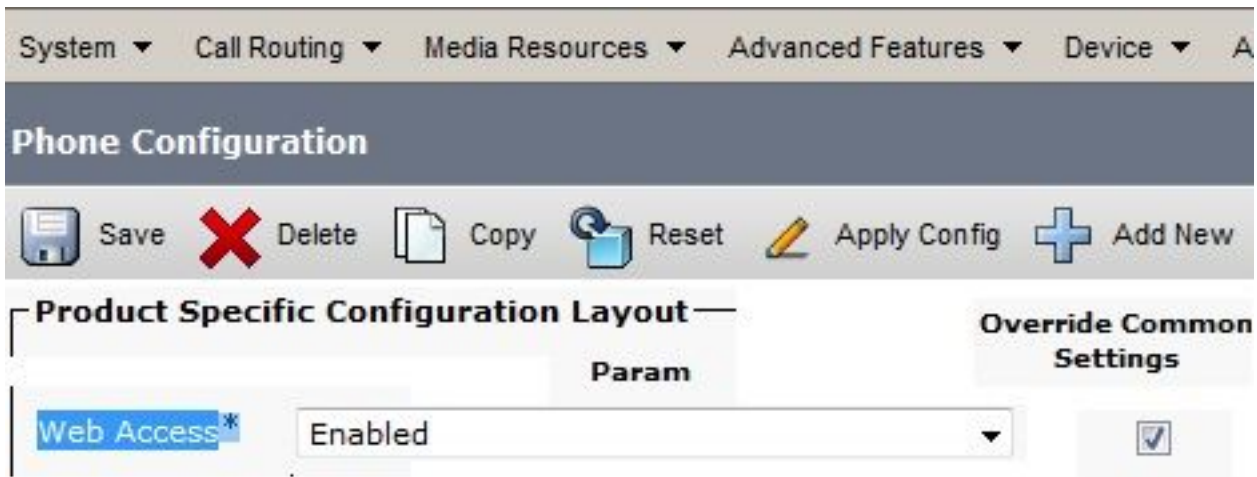 System Call Routing Media Resources Advanced Features Device A
Phone Configuration
Save Delete Copy Reset Apply Config Add New
Product Specific Configuration Layout
Override Common
Settings
Param
Web Access* Enabled